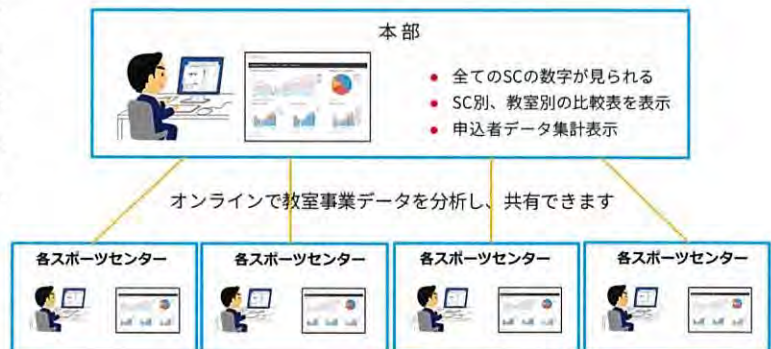 本部
全てのSCの数字が見られる
SC別、教室別の比較表を表示
申込者データ集計表示
オンラインで教室事業データを分析し、共有できます
各スポーツセンター
各スポーツセンター
各スポーツセンター
各スポーツセンター